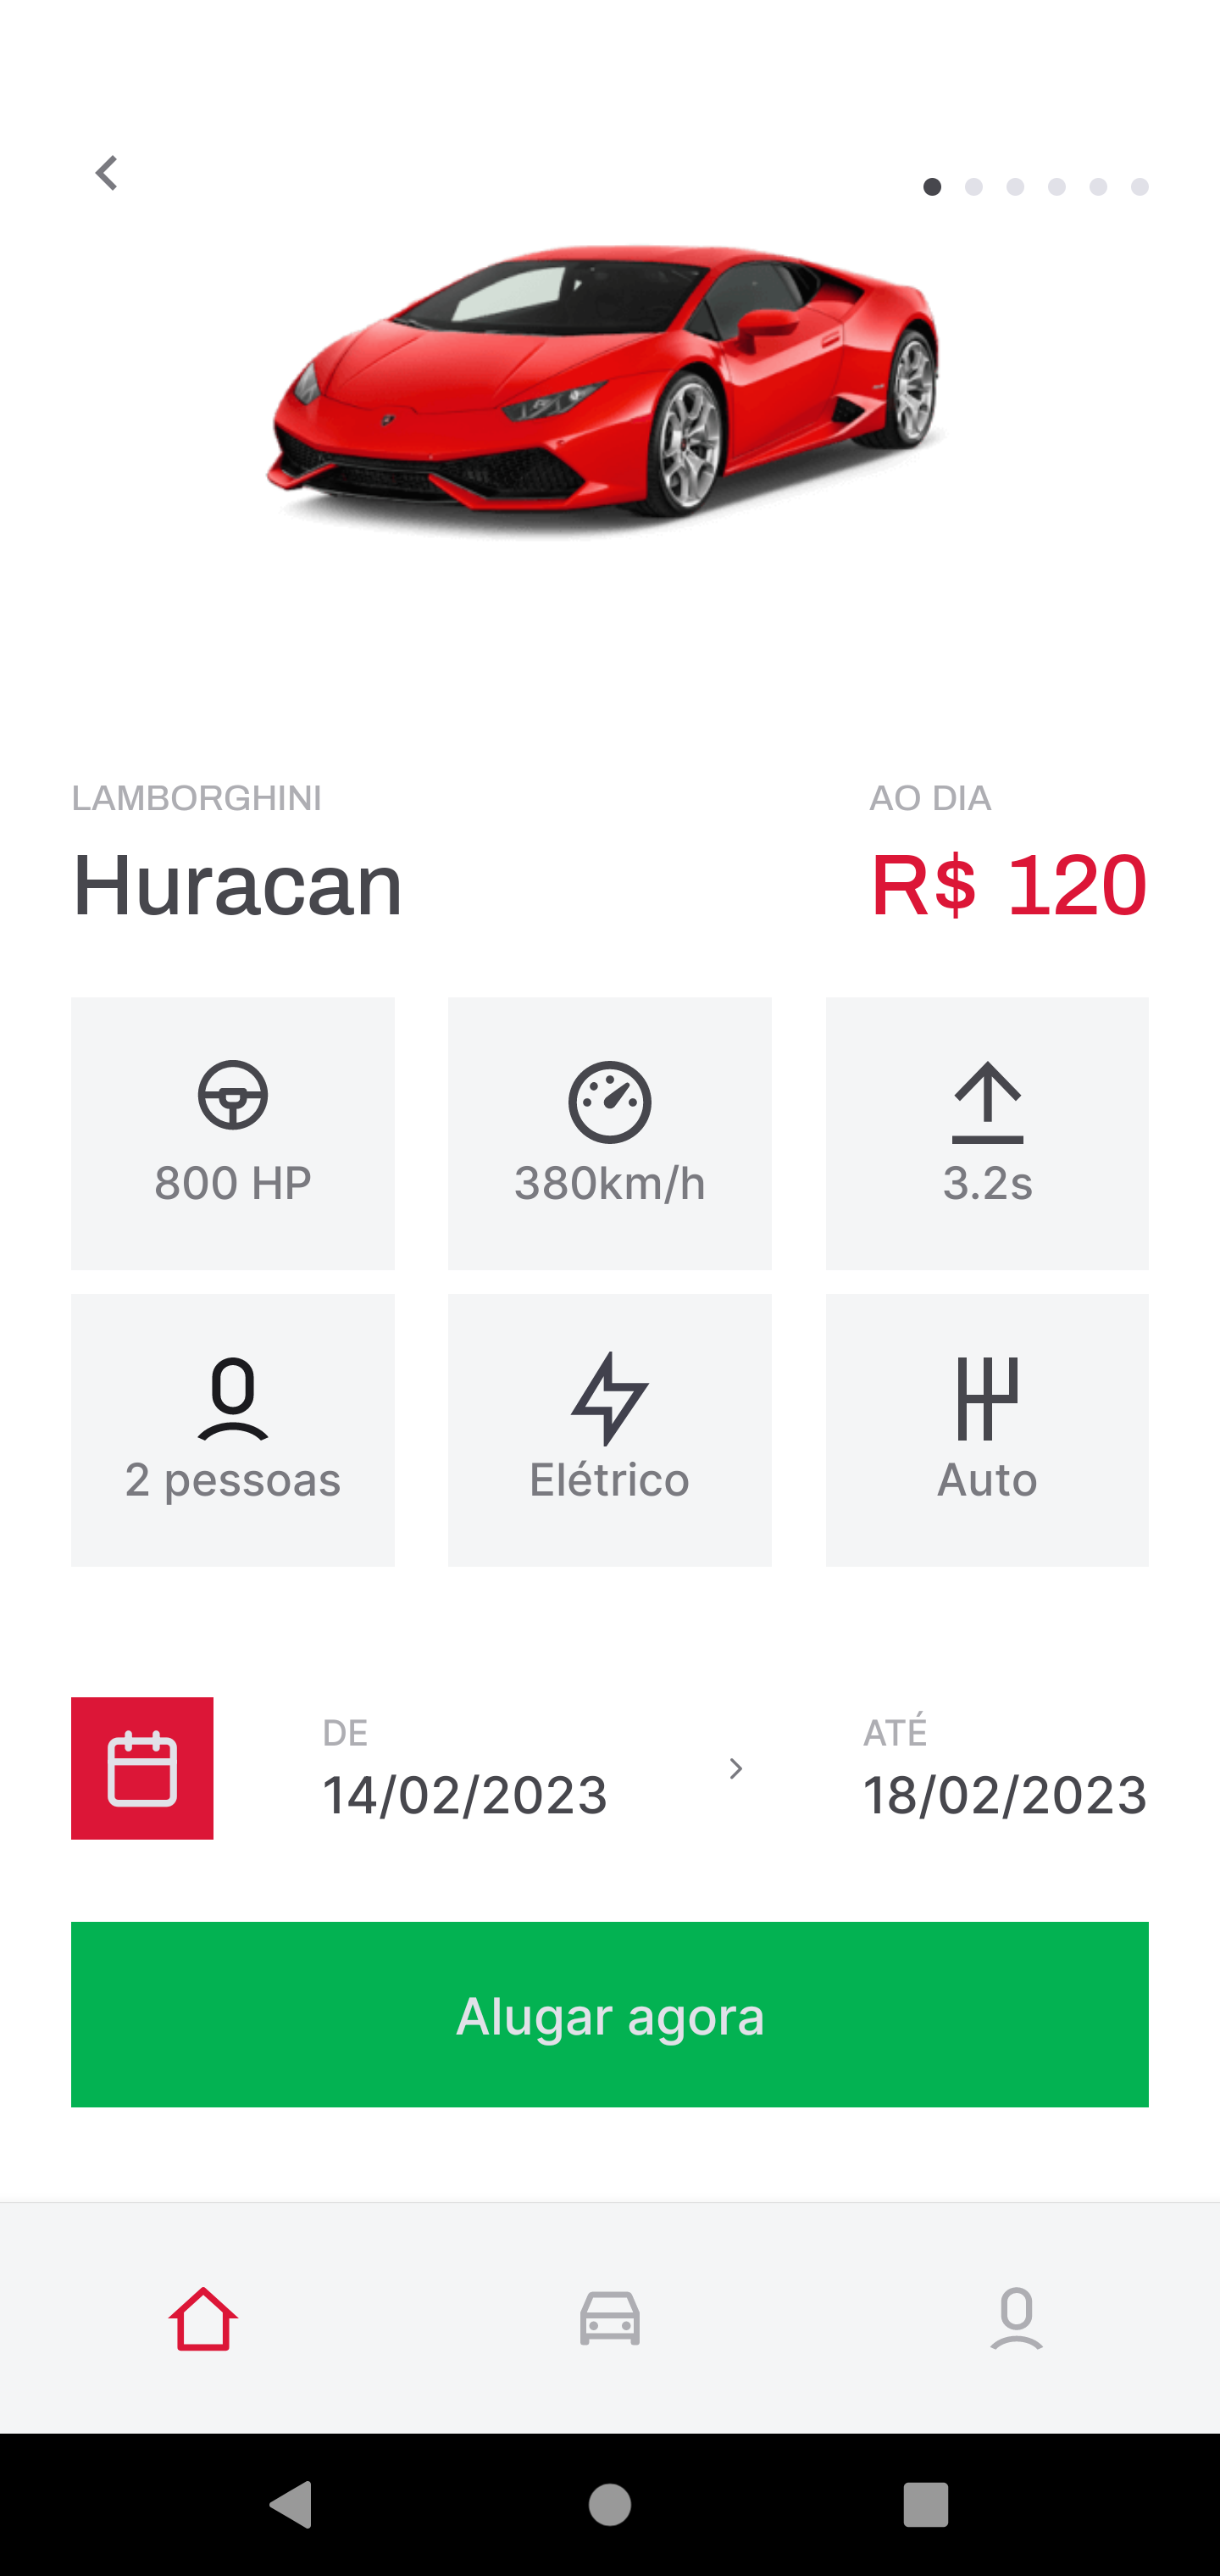 LAMBORGHINI
AO DIA
Huracan
R$ 120
800 HP
380km/h
3.2s
2 pessoas
Elétrico
Auto
DE
ATÉ
14/02/2023
18/02/2023
Alugar agora